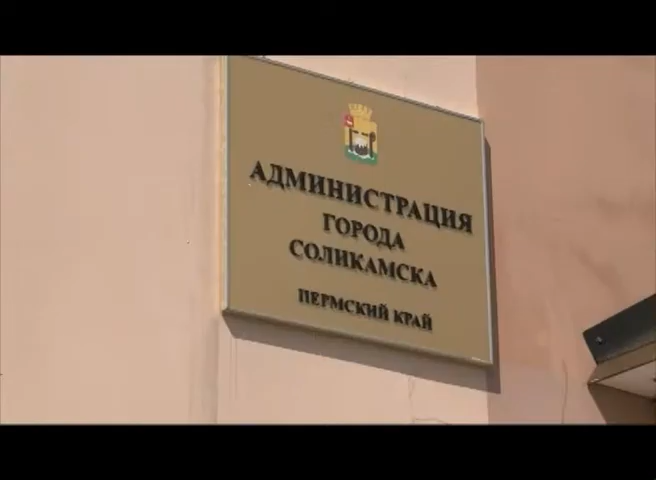 АДМИНИСТРАЦИЯ
ГОРОДА
СОЛИКАМСКА
ПЕРМСКИЙ КРАЙ